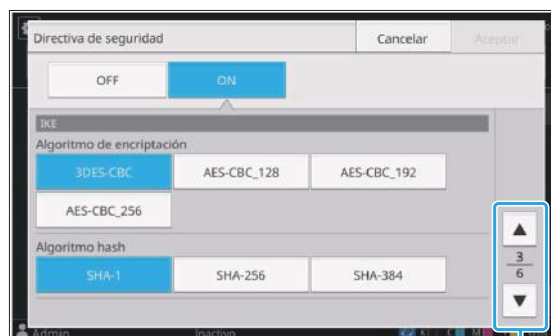 Directiva de seguridad Cancelar Aceptar
OFF ON
IKE
Algoritmo de encriptación
3DES-CBC AES-CBC_128 AES-CBC_192
AES-CBC_256
3
6
Algoritmo hash
SHA-1 SHA-256 SHA-384
Admin Inactivo K C M